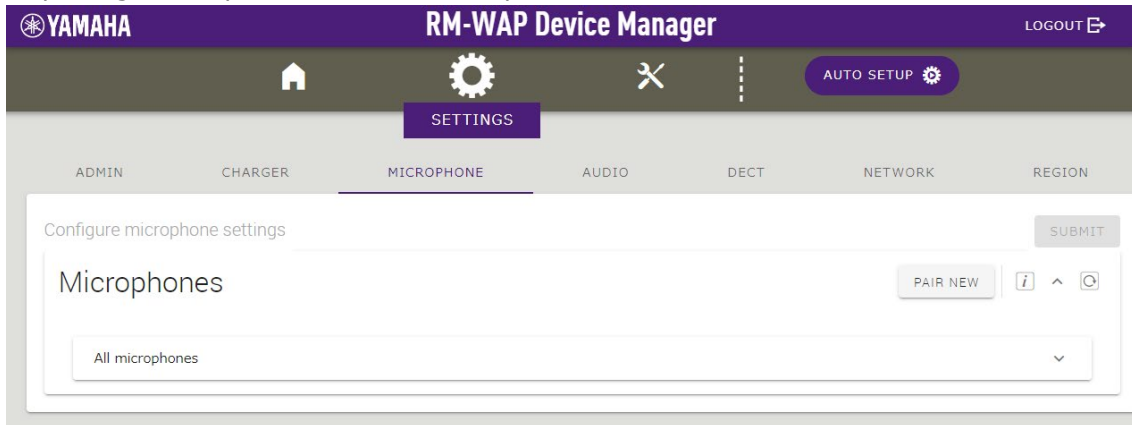 YAMAHA RM-WAP Device Manager LOGOUT
AUTO SETUP
SETTINGS
ADMIN CHARGER MICROPHONE AUDIO DECT NETWORK REGION
Configure microphone settings SUBMIT
Microphones PAIR NEW i
All microphones